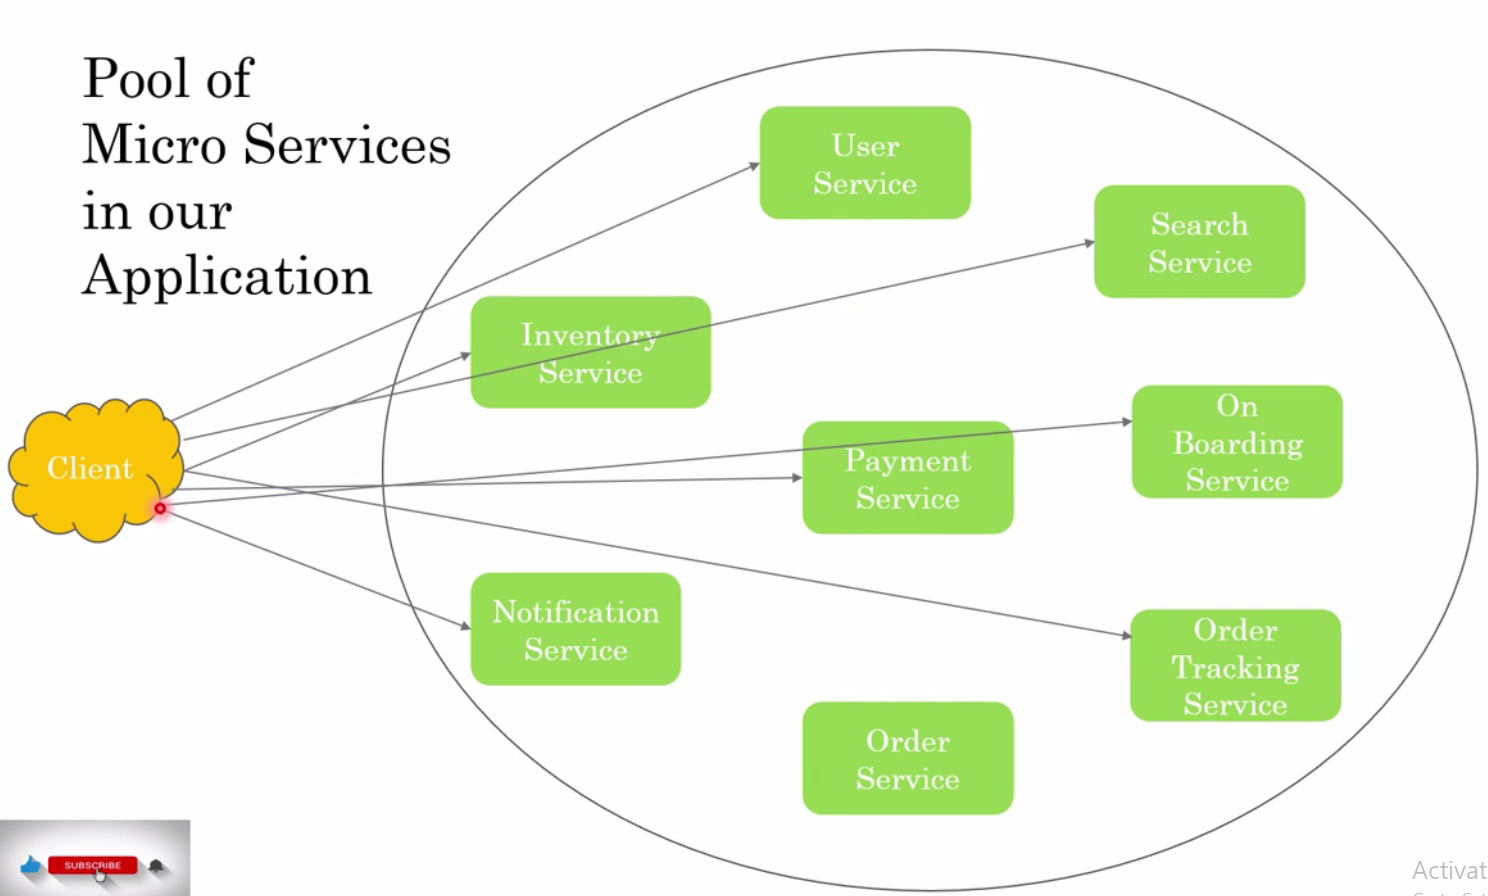 Pool of
Micro Services
in our
Application
User
Service
Search
Service
Inventory
Service
On
Boarding
Service
Client
Payment
Service
Notification
Service
Order
Tracking
Service
Order
Service
SUBSCRIBE
Activat